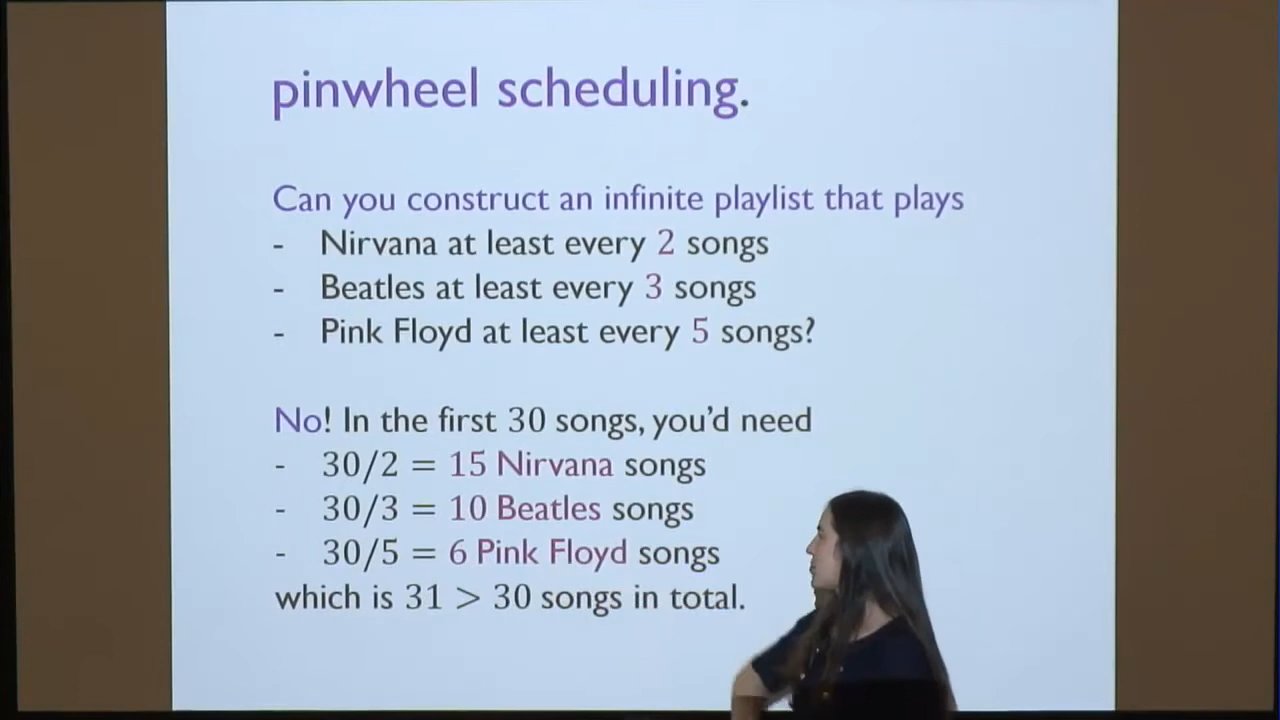 pinwheel scheduling.
Can you construct an infinite playlist that plays
- Nirvana at least every 2 songs
- Beatles at least every 3 songs
- Pink Floyd at least every 5 songs?
No! In the first 30 songs, you'd need
- 30/2 = 15 Nirvana songs
- 30/3 = 10 Beatles songs
- 30/5 = 6 Pink Floyd songs
which is 31 > 30 songs in total.